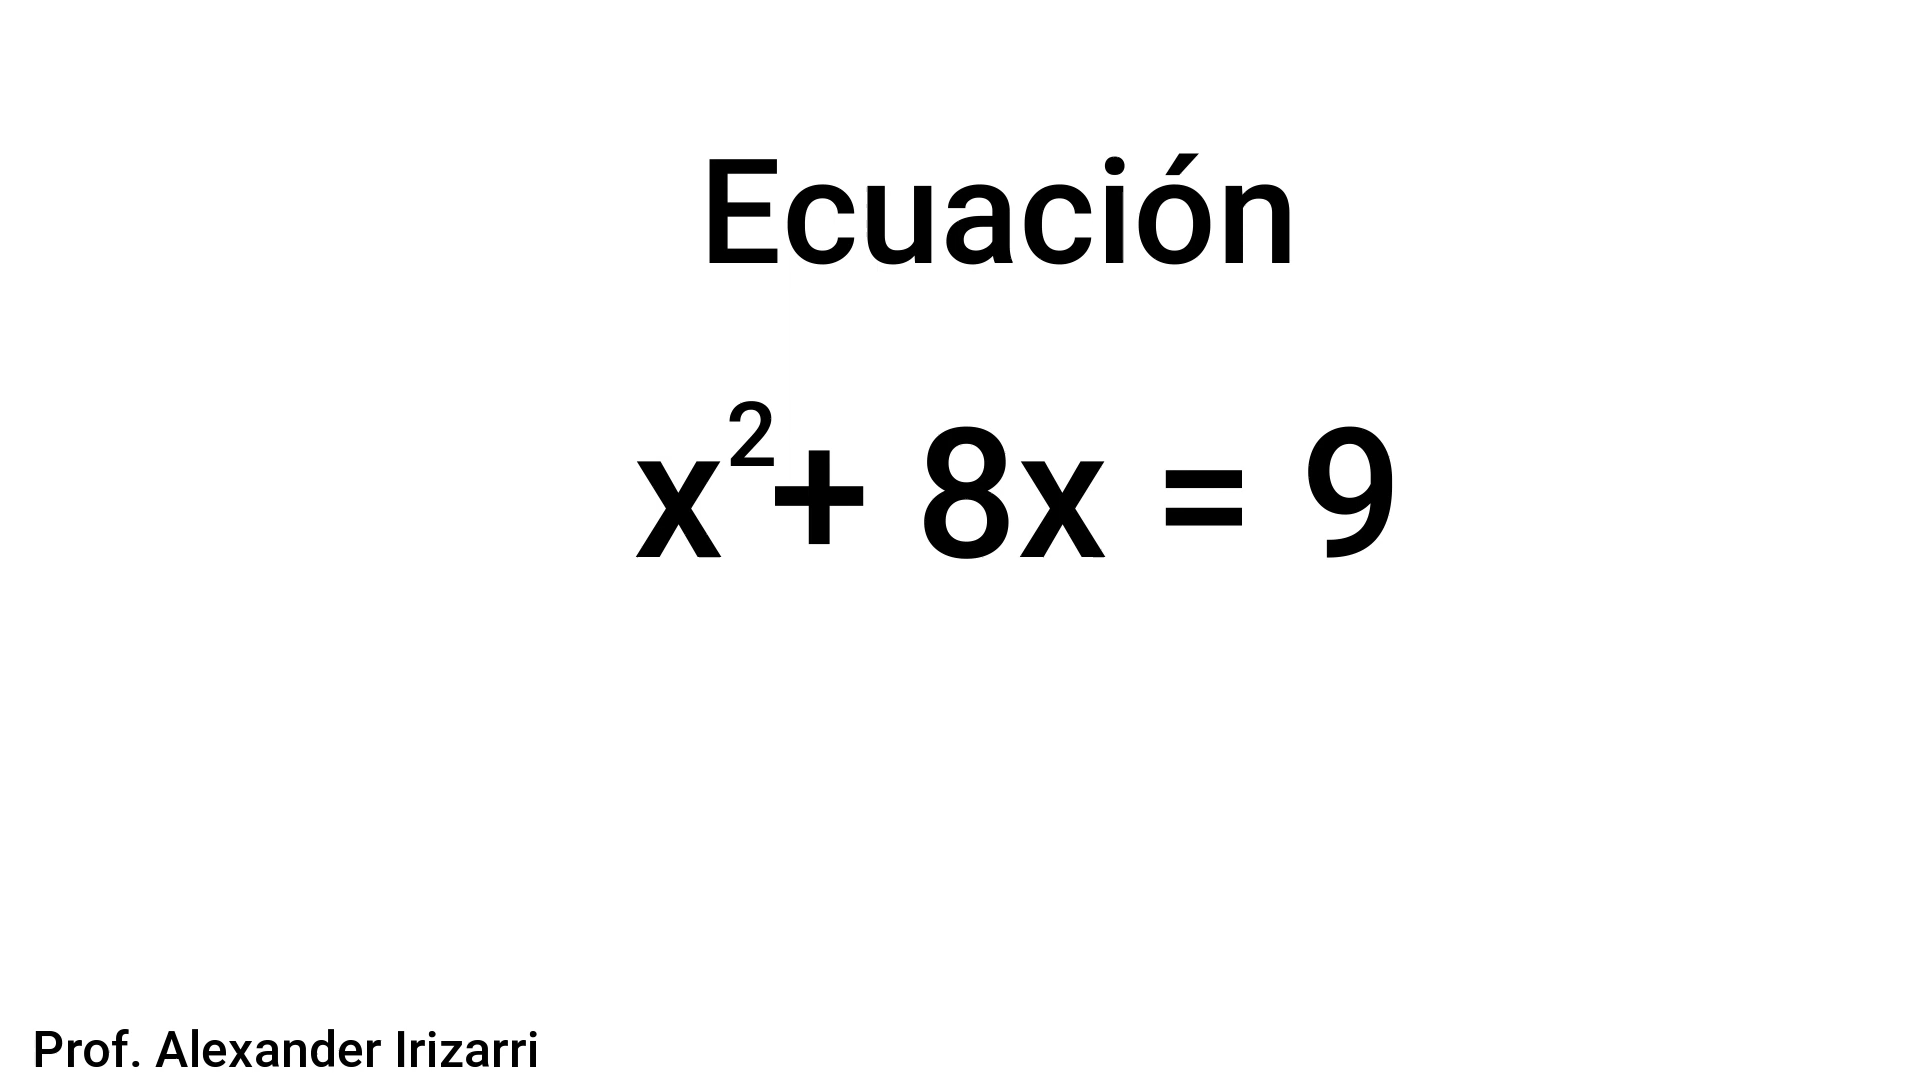 Ecuación
x²+ 8x = 9
Prof. Alexander Irizarri